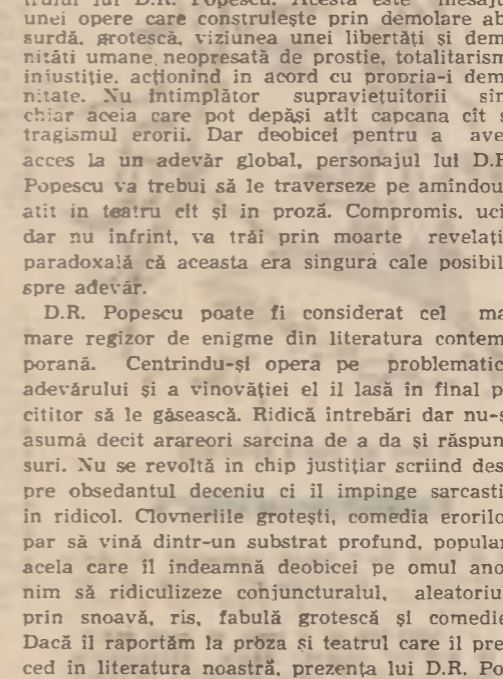 trului lui D.R. Popescu. Acesta este mesaju
unei opere care construiește prin demolare ab
surdă, grotescă, viziunea unei libertăți și dem
nități umane neopresată de prostie, totalitarism
injustiție, acționînd în acord cu propria-i dem
nitate. Nu întîmplător supraviețuitorii sin
chiar aceia care pot depăși atît capcana cît ș
tragismul erorii. Dar deobicei pentru a ave
acces la un adevăr global, personajul lui D.R
Popescu va trebui să le traverseze pe amîndou
atît în teatru cît și în proză. Compromis, uci
dar nu înfrînt, va trăi prin moarte revelați
paradoxală că aceasta era singura cale posibil
spre adevăr.
D.R. Popescu poate fi considerat cel ma
mare regizor de enigme din literatura contem
porană. Centrindu-și opera pe problematic
adevărului și a vinovăției el îl lasă în final p
cititor să le găsească. Ridică întrebări dar nu-ș
asumă decît arareori sarcina de a da și răspun
suri. Nu se revoltă în chip justițiar scriind des
pre obsedantul deceniu ci îl împinge sarcasti
în ridicol. Clovneriile grotești, comedia erorilo
par să vină dintr-un substrat profund, popular
acela care îl îndeamnă deobicei pe omul ano
nim să ridiculizeze conjuncturalul, aleatoriu
prin snoavă, rîs, fabulă grotescă și comedie
Dacă îl raportăm la proza și teatrul care îl pre
ced în literatura noastră, prezența lui D.R. Po